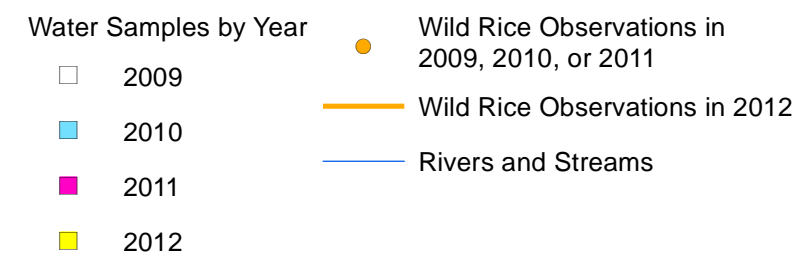 Water Samples by Year
2009
2010
2011
2012
Wild Rice Observations in
2009, 2010, or 2011
Wild Rice Observations in 2012
Rivers and Streams